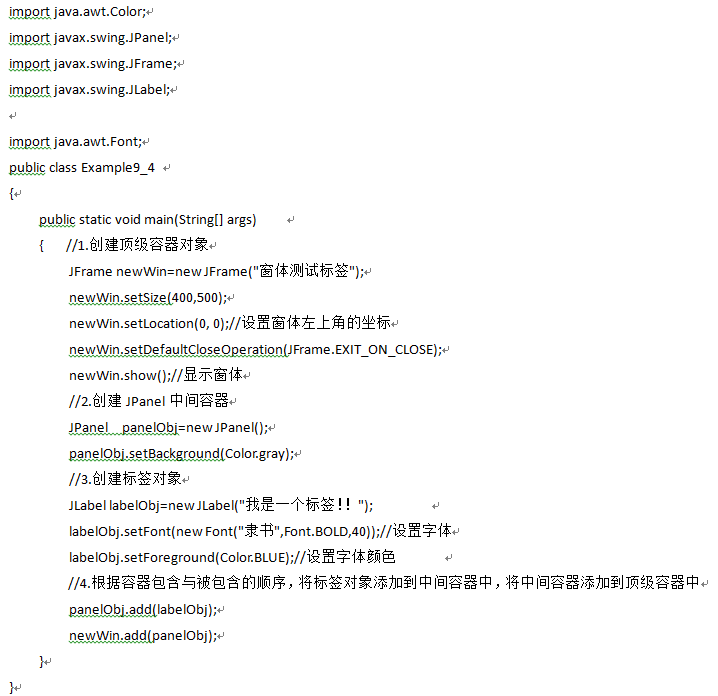 import java.awt.Color;
import javax.swing.JPanel;
import javax.swing.JFrame;
import javax.swing.JLabel;
import java.awt.Font;
public class Example9_4
{
public static void main(String[] args)
{ //1.创建顶级容器对象
JFrame newWin=new JFrame("窗体测试标签");
newWin.setSize(400,500);
newWin.setLocation(0, 0);//设置窗体左上角的坐标
newWin.setDefaultCloseOperation(JFrame.EXIT_ON_CLOSE);
newWin.show();//显示窗体
//2.创建 JPanel 中间容器
JPanel panelObj=new JPanel();
panelObj.setBackground(Color.gray);
//3.创建标签对象
JLabel labelObj=new JLabel("我是一个标签!! ");
labelObj.setFont(new Font("隶书",Font.BOLD,40));//设置字体
labelObj.setForeground(Color.BLUE);//设置字体颜色
//4.根据容器包含与被包含的顺序，将标签对象添加到中间容器中，将中间容器添加到顶级容器中
panelObj.add(labelObj);
newWin.add(panelObj);
}
}